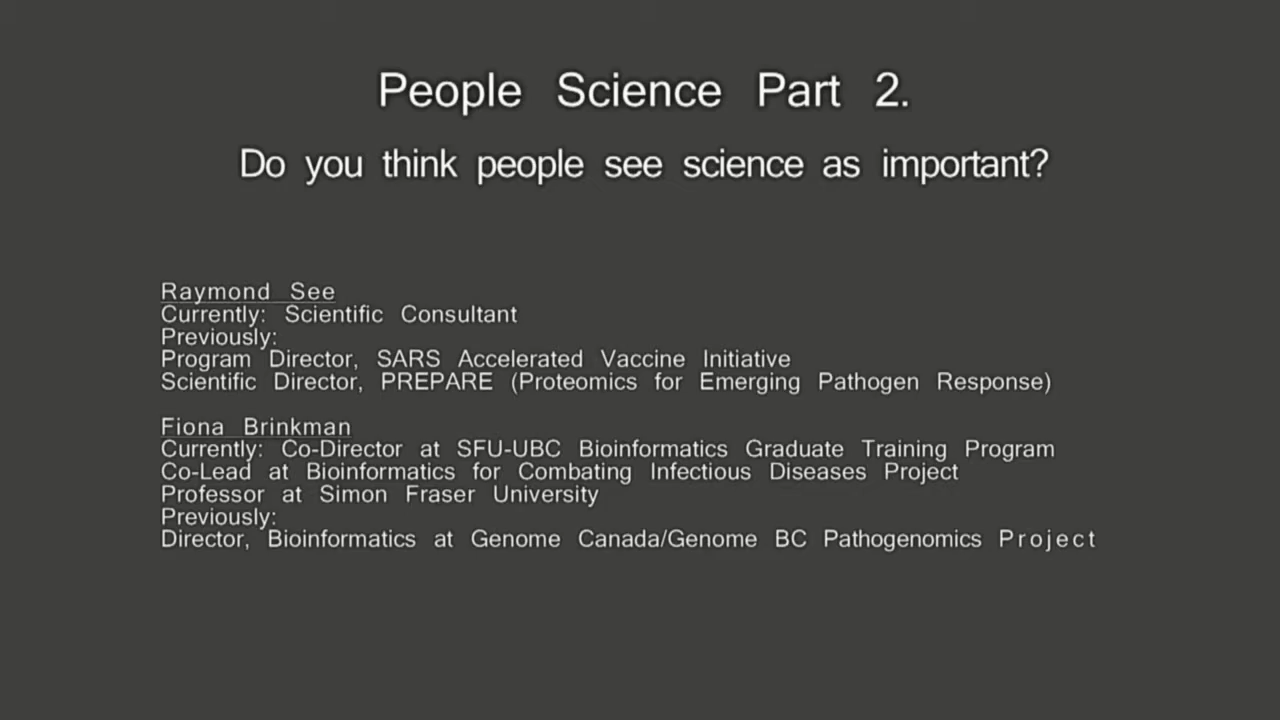 People Science Part 2.
Do you think people see science as important?
Raymond See
Currently: Scientific Consultant
Previously:
Program Director, SARS Accelerated Vaccine Initiative
Scientific Director, PREPARE (Proteomics for Emerging Pathogen Response)
Fiona Brinkman
Currently: Co-Director at SFU-UBC Bioinformatics Graduate Training Program
Co-Lead at Bioinformatics for Combating Infectious Diseases Project
Professor at Simon Fraser University
Previously:
Director, Bioinformatics at Genome Canada/Genome BC Pathogenomics Project